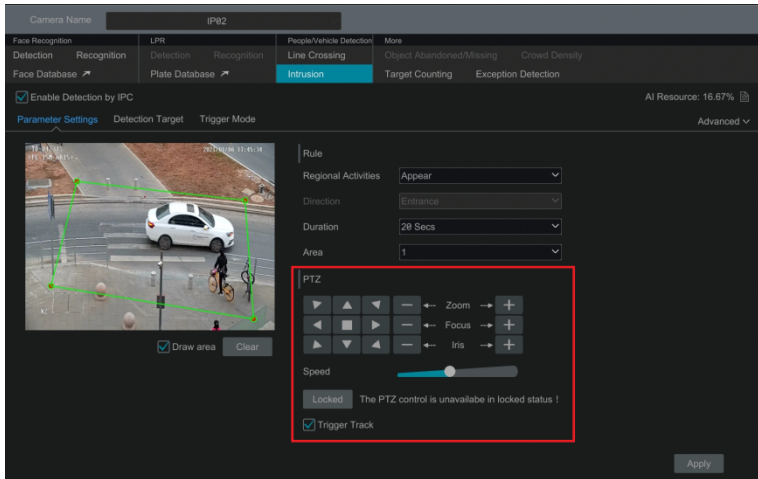 Camera Name IP02
Face Recognition LPR People/Vehicle Detection More
Detection Recognition Detection Recognition Line Crossing Object Abandoned/Missing Crowd Density
Face Database Plate Database Intrusion Target Counting Exception Detection
Enable Detection by IPC AI Resource: 16.67%
Parameter Settings Detection Target Trigger Mode Advanced
11:45:34
Rule
Regional Activities Appear
Direction Entrance
Duration 20 Secs
Area 1
PTZ
Zoom
Focus
Iris
Draw area Clear
Speed
Locked The PTZ control is unavailabe in locked status !
Trigger Track
Apply